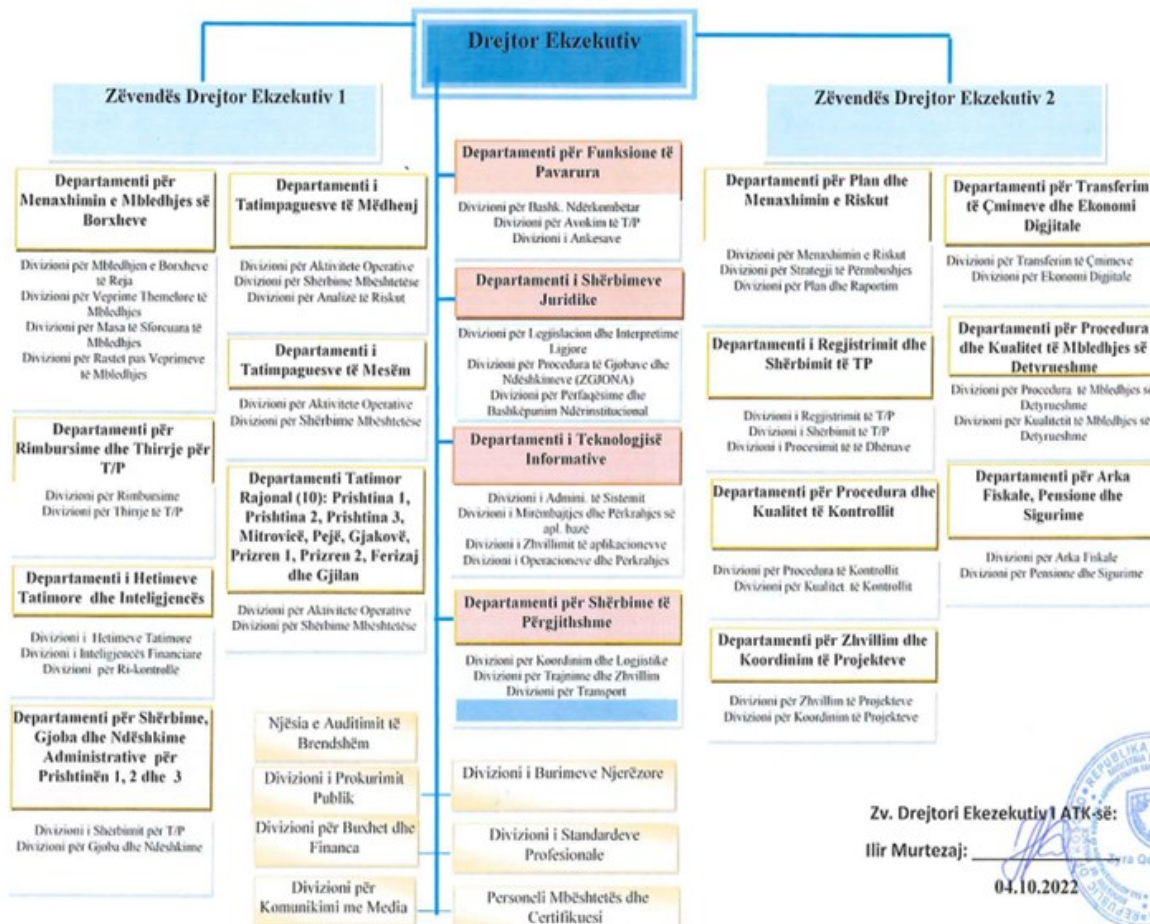 Drejtor Ekzekutiv
Zëvendës Drejtor Ekzekutiv 1
Departamenti për
Menaxhimin e Mbledhjes së
Borxheve
Divizioni për Mbledhjen e Borxheve
të Reja
Divizioni për Veprime Themelore të
Mbledhjes
Divizioni për Masa të Sforcuara të
Mbledhjes
Divizioni për Rastet pas Veprimeve
të Mbledhjes
Departamenti për
Rimbursime dhe Thirrje për
T/P
Divizioni për Rimbursime
Divizioni për Thirrje të T/P
Departamenti i Hetimeve
Tatimore dhe Inteligjencës
Divizioni i Hetimeve Tatimore
Divizioni i Inteligjencës Financiare
Divizioni për Ri-kontrolle
Departamenti për Shërbime,
Gjoba dhe Ndëshkime
Administrative për
Prishtinën 1, 2 dhe 3
Divizioni i Shërbimit për T/P
Divizioni për Gjoba dhe Ndëshkime
Departamenti i
Tatimpaguesve të Mëdhenj
Divizioni për Aktivitete Operative
Divizioni për Shërbime Mbështetëse
Divizioni për Analizë të Riskut
Departamenti i
Tatimpaguesve të Mesëm
Divizioni për Aktivitete Operative
Divizioni për Shërbime Mbështetëse
Departamenti Tatimor
Rajonal (10): Prishtina 1,
Prishtina 2, Prishtina 3,
Mitrovicë, Pejë, Gjakovë,
Prizren 1, Prizren 2, Ferizaj
dhe Gjilan
Divizioni për Aktivitete Operative
Divizioni për Shërbime Mbështetëse
Departamenti për Funksione të
Pavarura
Divizioni për Bashk. Ndërkombëtar
Divizioni për Avokim të T/P
Divizioni i Ankesave
Departamenti i Shërbimeve
Juridike
Divizioni për Legjislacion dhe Interpretime
Ligjore
Divizioni për Procedura të Gjobave dhe
Ndëshkimeve (ZGJONA)
Divizioni për Përfaqësime dhe
Bashkëpunim Ndërinstitucional
Departamenti i Teknologjisë
Informative
Divizioni i Admini. të Sistemit
Divizioni i Mirëmbajtjes dhe Përkrahjes së
apl. bazë
Divizioni i Zhvillimit të aplikacionevve
Divizioni i Operacioneve dhe Përkrahjes
Departamenti për Shërbime të
Përgjithshme
Divizioni për Koordinim dhe Logjistikë
Divizioni për Trajnime dhe Zhvillim
Divizioni për Transport
Njësia e Auditimit të
Brendshëm
Divizioni i Prokurimit
Publik
Divizioni për Buxhet dhe
Financa
Divizioni për
Komunikimi me Media
Divizioni i Burimeve Njerëzore
Divizioni i Standardeve
Profesionale
Personeli Mbështetës dhe
Certifikuesi
Zëvendës Drejtor Ekzekutiv 2
Departamenti për Plan dhe
Menaxhimin e Riskut
Divizioni për Menaxhimin e Riskut
Divizioni për Strategji të Përmbushjes
Divizioni për Plan dhe Raportim
Departamenti i Regjistrimit dhe
Shërbimit të TP
Divizioni i Regjistrimit të T/P
Divizioni i Shërbimit të T/P
Divizioni i Procesimit të të Dhënave
Departamenti për Procedura dhe
Kualitet të Kontrollit
Divizioni për Procedura të Kontrollit
Divizioni për Kualitet të Kontrollit
Departamenti për Zhvillim dhe
Koordinim të Projekteve
Divizioni për Zhvillim të Projekteve
Divizioni për Koordinim të Projekteve
Departamenti për Transferim
të Çmimeve dhe Ekonomi
Digjitale
Divizioni për Transferim të Çmimeve
Divizioni për Ekonomi Digjitale
Departamenti për Procedura
dhe Kualitet të Mbledhjes së
Detyrueshme
Divizioni për Procedura të Mbledhjes së
Detyrueshme
Divizioni për Kualitetit të Mbledhjes së
Detyrueshme
Departamenti për Arka
Fiskale, Pensione dhe
Sigurime
Divizioni për Arka Fiskale
Divizioni për Pensione dhe Sigurime
Zv. Drejtori Ekezekutiv I ATK-së:
Ilir Murtezaj:
04.10.2022